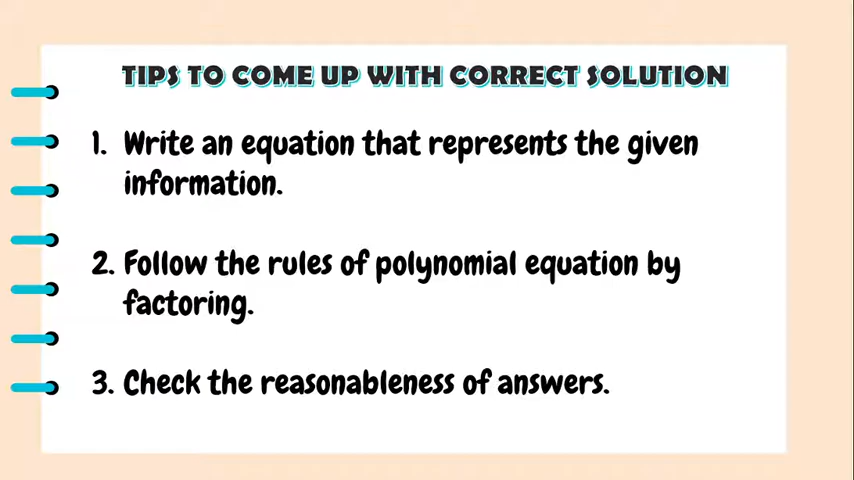 TIPS TO COME UP WITH CORRECT SOLUTION
1. Write an equation that represents the given
information.
2. Follow the rules of polynomial equation by
factoring.
3. Check the reasonableness of answers.